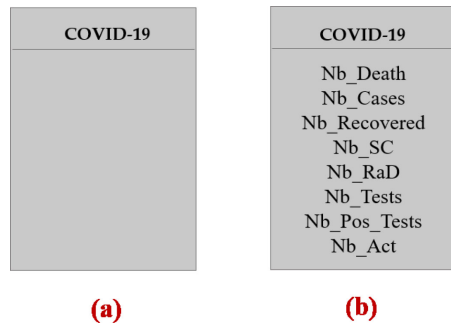 COVID-19
(a)
COVID-19
Nb_Death
Nb_Cases
Nb_Recovered
Nb_SC
Nb_RaD
Nb_Tests
Nb_Pos_Tests
Nb_Act
(b)